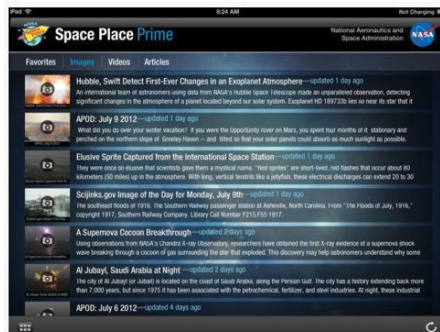 iPad
8:24 AM
Not Charging
Space Place Prime
National Aeronautics and
Space Administration
NASA
Favorites Images Videos Articles
Hubble, Swift Detect First-Ever Changes in an Exoplanet Atmosphere—updated 1 day ago
An international team of astronomers using data from NASA's Hubble Space Telescope made an unparalleled observation, detecting
significant changes in the atmosphere of a planet located beyond our solar system. Exoplanet HD 189733b lies so near its star that it
APOD: July 9 2012—updated 1 day ago
What did you do over your winter vacation? If you were the Opportunity rover on Mars, you spent four months of it stationary and
perched on the northern slope of Greeley Haven -- and tilted so that your solar panels could absorb as much sunlight as possible.
Elusive Sprite Captured from the International Space Station—updated 1 day ago
They were once so elusive that scientists gave them a mystical name. "Red sprites" are short-lived, red flashes that occur about 80
kilometers (50 miles) up in the atmosphere. With long, vertical tendrils like a jellyfish, these electrical discharges can extend 20 to 30
Scijinks.gov Image of the Day for Monday, July 9th—updated 1 day ago
The southeast floods of 1916. The Southern Railway passenger station at Asheville, North Carolina. From "The Floods of July, 1916,"
copyright 1917, Southern Railway Company. Library Call Number F215.F55 1917.
A Supernova Cocoon Breakthrough—updated 2 days ago
Using observations from NASA's Chandra X-ray Observatory, researchers have obtained the first X-ray evidence of a supernova shock
wave breaking through a cocoon of gas surrounding the star that exploded. This discovery may help astronomers understand why some
Al Jubayl, Saudi Arabia at Night—updated 2 days ago
The city of Al Jubayl (or Jubail) is located on the coast of Saudi Arabia, along the Persian Gulf. The city has a history extending back more
than 7,000 years, but since 1975 it has been associated with the petrochemical, fertilizer, and steel industries. At night, these industrial
APOD: July 6 2012—updated 4 days ago